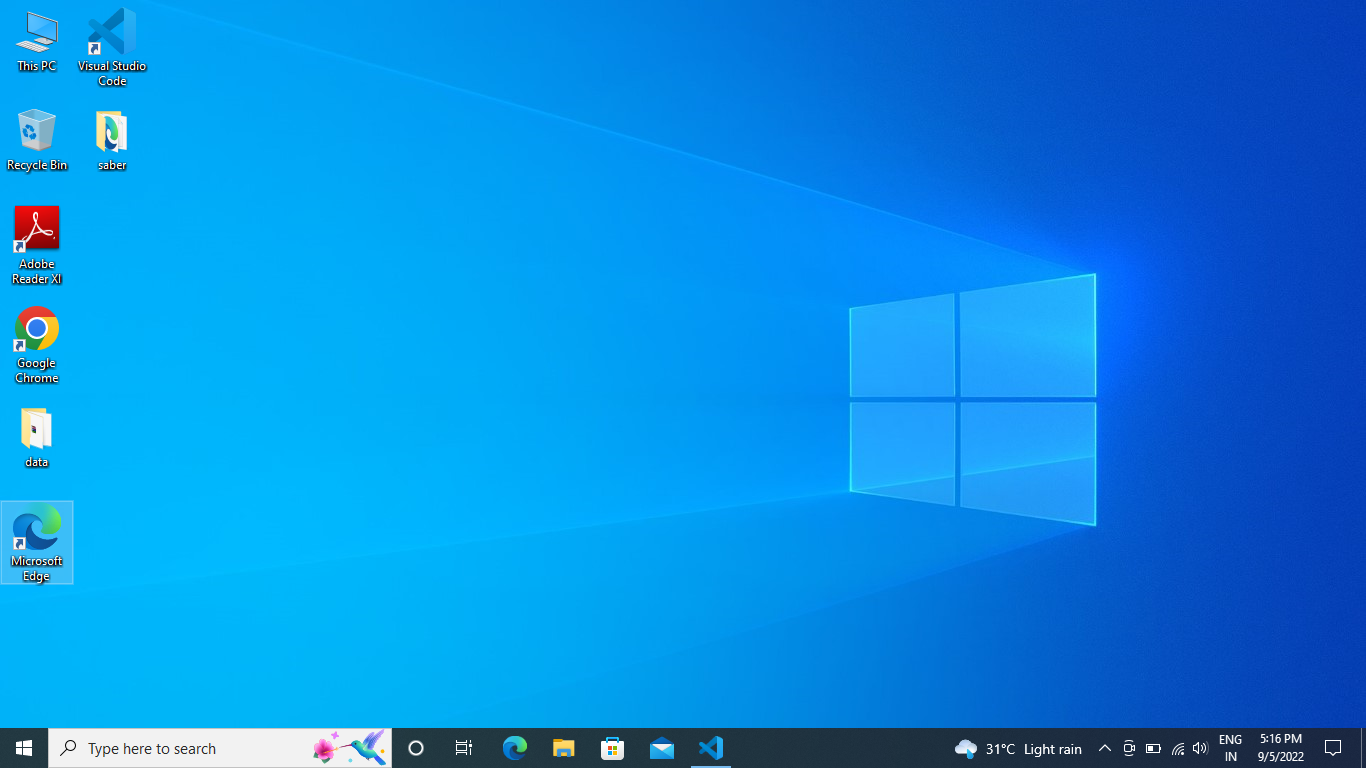 This PC
Visual Studio
Code
Recycle Bin
saber
Adobe
Reader XI
Google
Chrome
data
Microsoft
Edge
Type here to search
31°C Light rain
ENG
IN
5:16 PM
9/5/2022